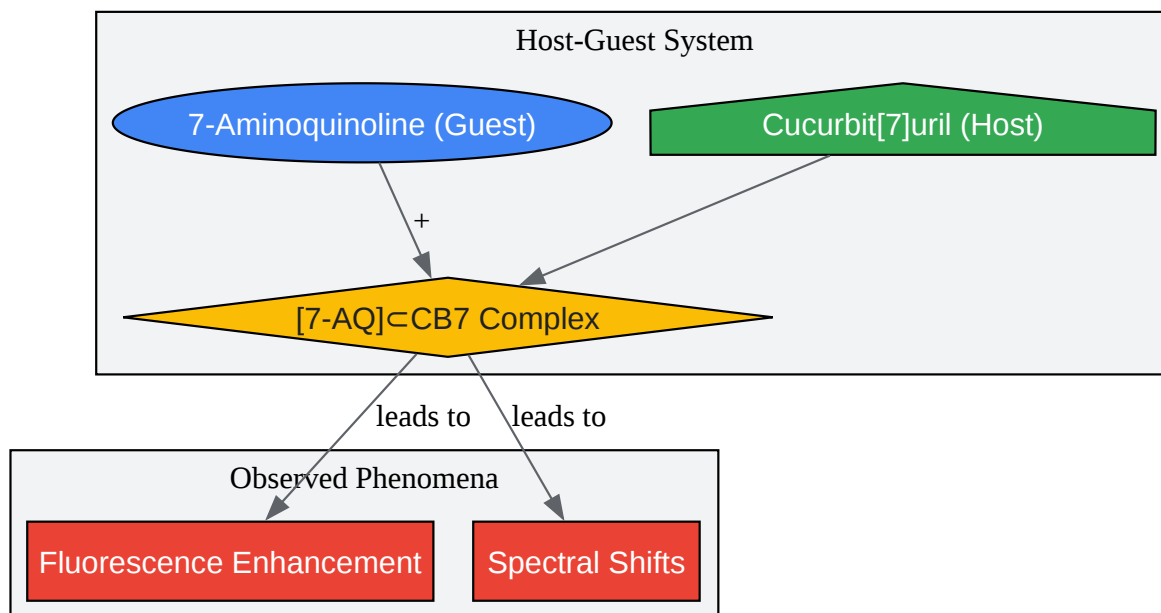 Host-Guest System
7-Aminoquinoline (Guest)
Cucurbit[7]uril (Host)
+
[7-AQ]⊂CB7 Complex
leads to
leads to
Observed Phenomena
Fluorescence Enhancement
Spectral Shifts